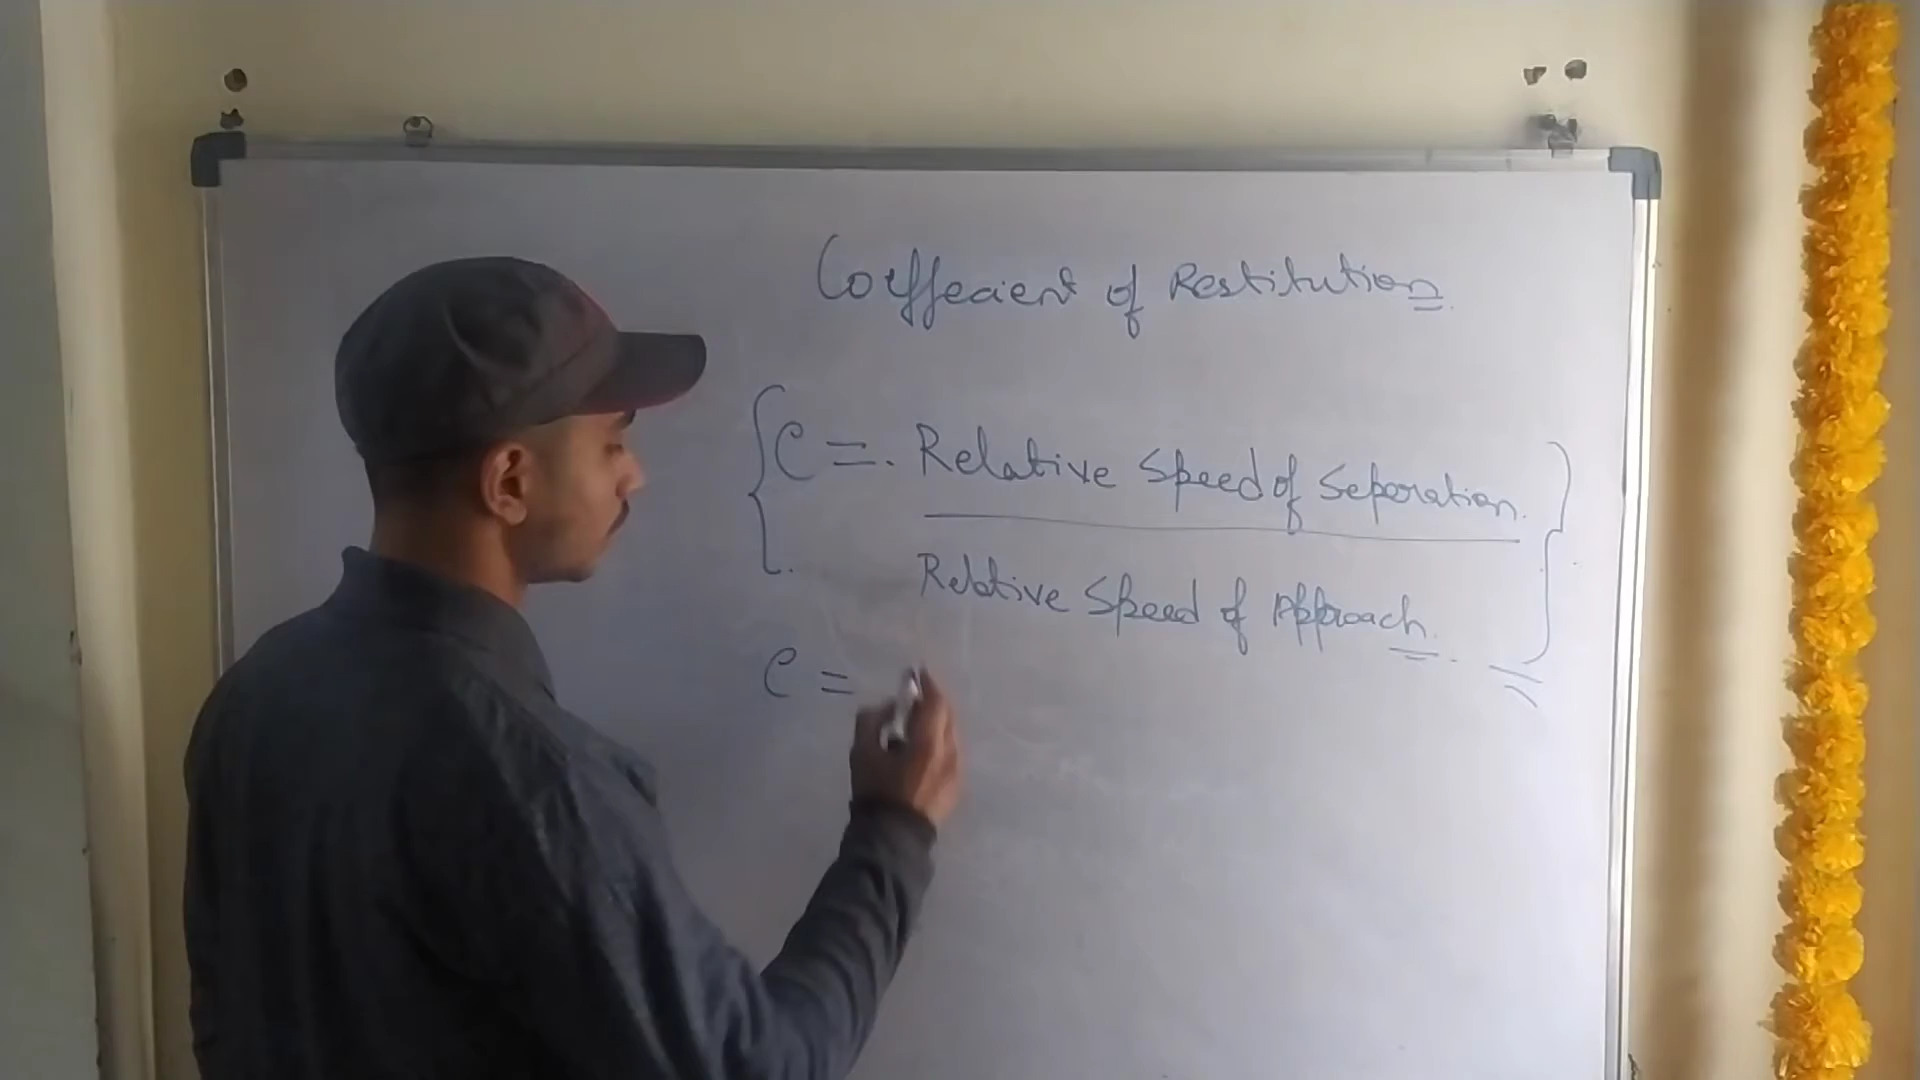 Coeffecient of Restitution
e = Relative Speed of Seperation
Relative Speed of Approach
e =